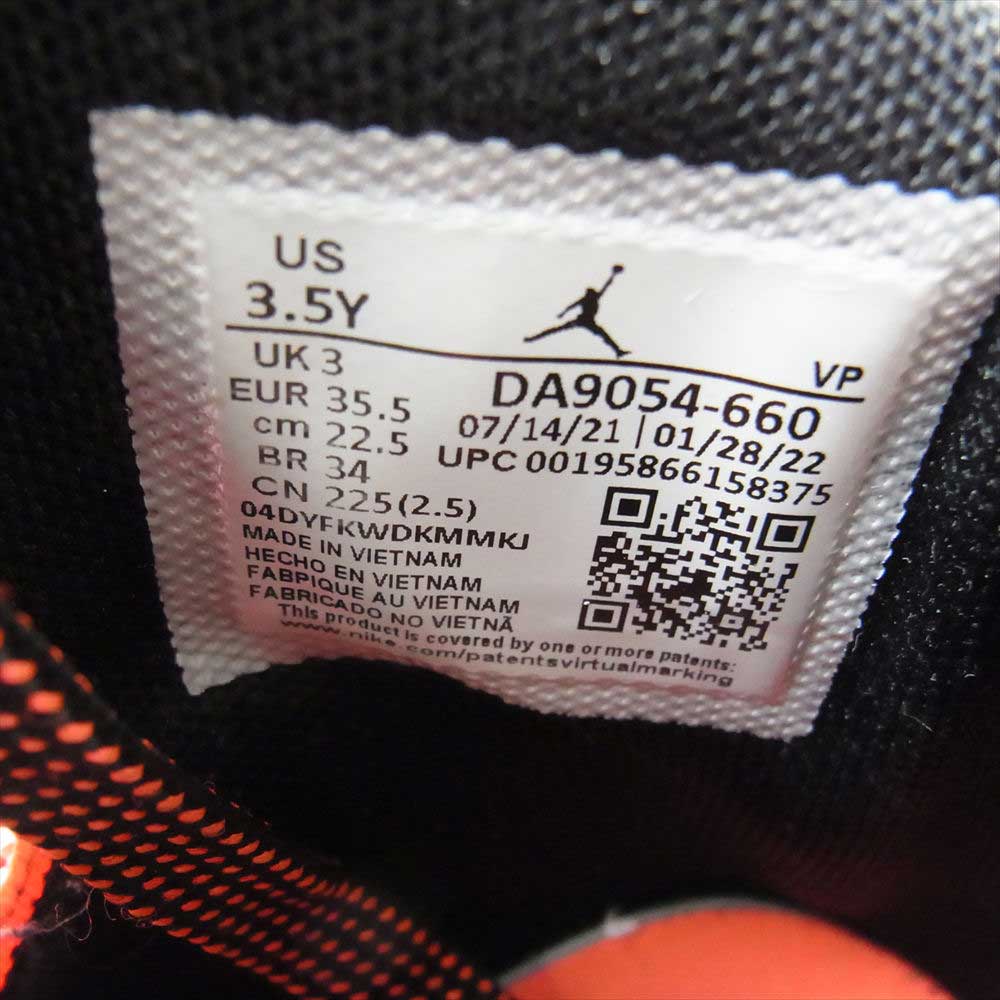 US
3.5Y
VP
UK 3
EUR 35.5
cm 22.5
BR 34
CN 225(2.5)
DA9054-660
07/14/21 | 01/28/22
UPC 00195866158375
04DYFKWDKMMKJ
MADE IN VIETNAM
HECHO EN VIETNAM
FABPIQUE AU VIETNAM
FABRICADO NO VIETNÃ
This product is covered by one or more patents:
www.nike.com/patentsvirtualmarking